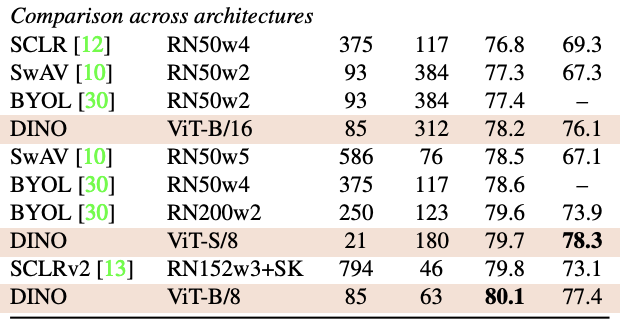 Comparison across architectures
SCLR [12] RN50w4 375 117 76.8 69.3
SwAV [10] RN50w2 93 384 77.3 67.3
BYOL [30] RN50w2 93 384 77.4 –
DINO ViT-B/16 85 312 78.2 76.1
SwAV [10] RN50w5 586 76 78.5 67.1
BYOL [30] RN50w4 375 117 78.6 –
BYOL [30] RN200w2 250 123 79.6 73.9
DINO ViT-S/8 21 180 79.7 78.3
SCLRv2 [13] RN152w3+SK 794 46 79.8 73.1
DINO ViT-B/8 85 63 80.1 77.4